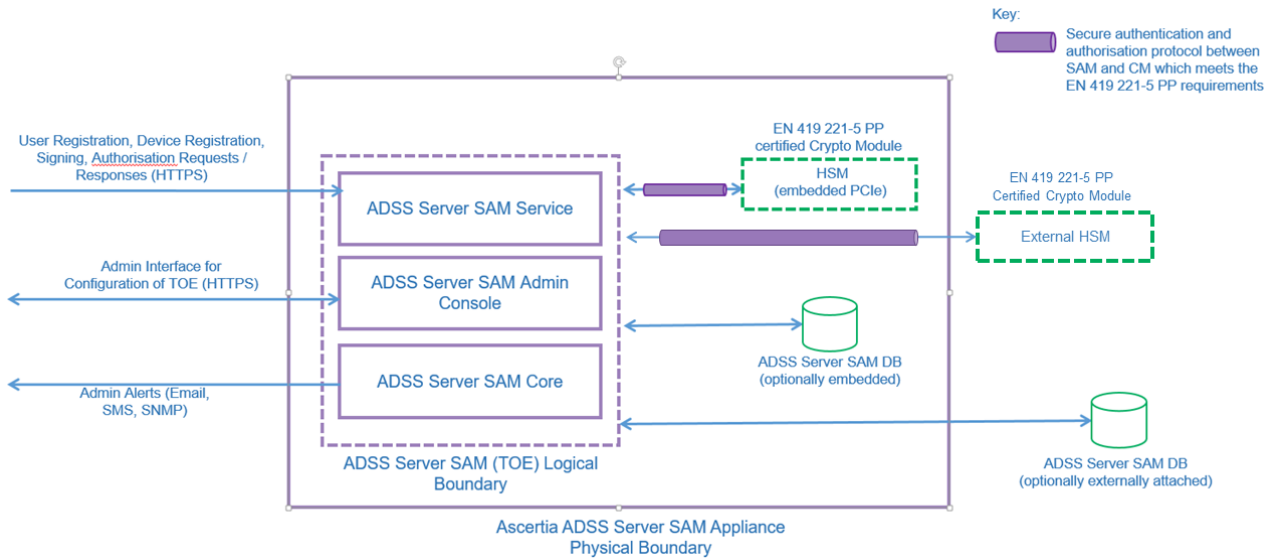 Key:
Secure authentication and
authorisation protocol between
SAM and CM which meets the
EN 419 221-5 PP requirements
User Registration, Device Registration,
Signing, Authorisation Requests /
Responses (HTTPS)
ADSS Server SAM Service
EN 419 221-5 PP
certified Crypto Module
HSM
(embedded PCIe)
EN 419 221-5 PP
Certified Crypto Module
External HSM
Admin Interface for
Configuration of TOE (HTTPS)
ADSS Server SAM Admin
Console
ADSS Server SAM DB
(optionally embedded)
ADSS Server SAM Core
Admin Alerts (Email,
SMS, SNMP)
ADSS Server SAM (TOE) Logical
Boundary
ADSS Server SAM DB
(optionally externally attached)
Ascertia ADSS Server SAM Appliance
Physical Boundary